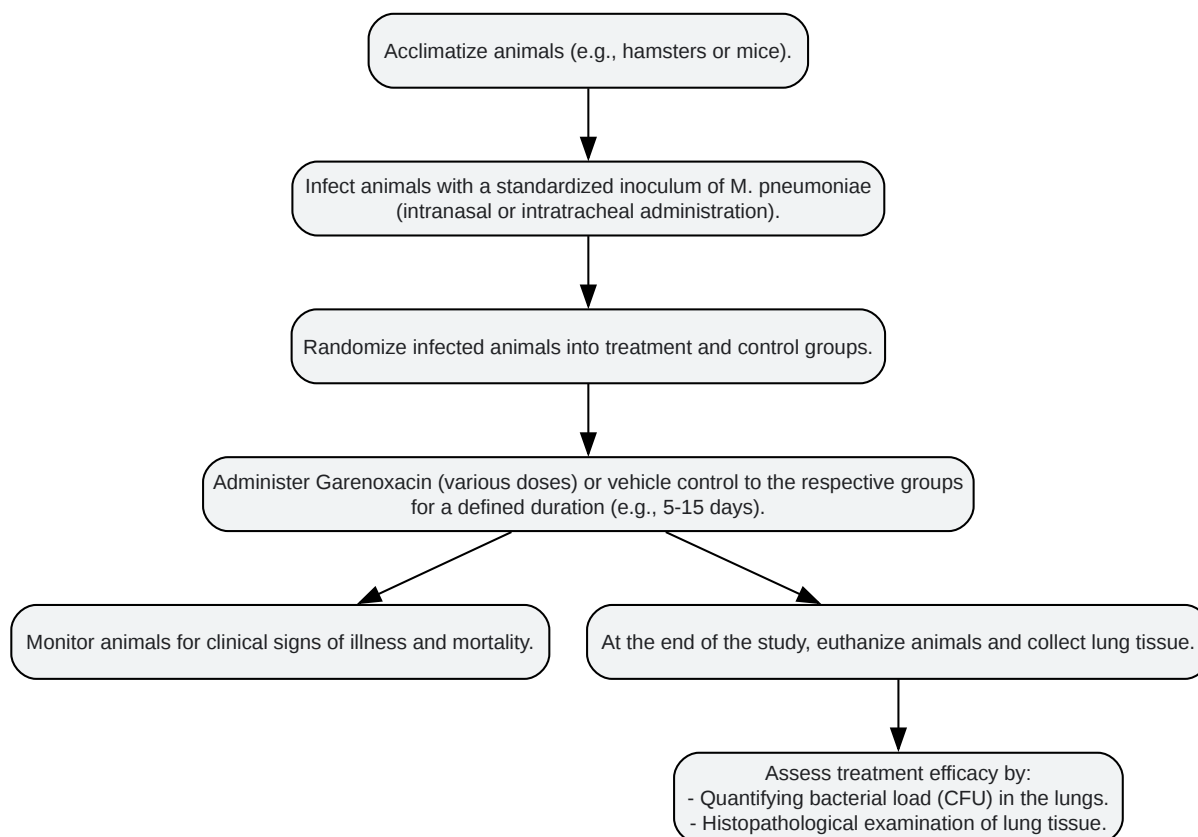 Acclimatize animals (e.g., hamsters or mice).
Infect animals with a standardized inoculum of M. pneumoniae
(intranasal or intratracheal administration).
Randomize infected animals into treatment and control groups.
Administer Garenoxacin (various doses) or vehicle control to the respective groups
for a defined duration (e.g., 5-15 days).
Monitor animals for clinical signs of illness and mortality.
At the end of the study, euthanize animals and collect lung tissue.
Assess treatment efficacy by:
- Quantifying bacterial load (CFU) in the lungs.
- Histopathological examination of lung tissue.